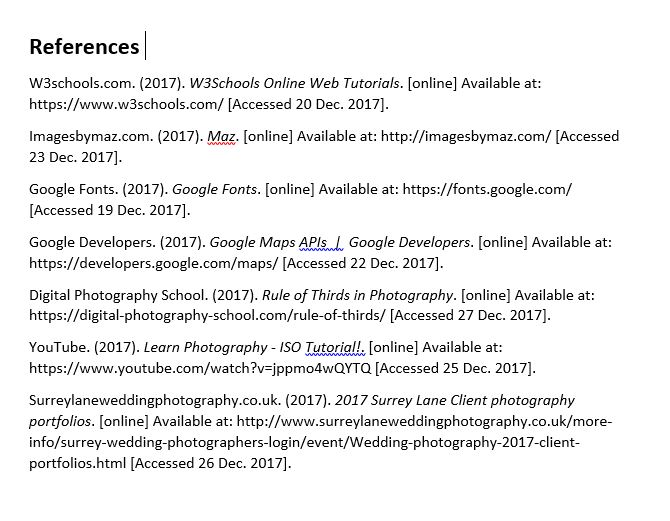 References
W3schools.com. (2017). W3Schools Online Web Tutorials. [online] Available at:
https://www.w3schools.com/ [Accessed 20 Dec. 2017].
Imagesbymaz.com. (2017). Maz. [online] Available at: http://imagesbymaz.com/ [Accessed
23 Dec. 2017].
Google Fonts. (2017). Google Fonts. [online] Available at: https://fonts.google.com/
[Accessed 19 Dec. 2017].
Google Developers. (2017). Google Maps APIs | Google Developers. [online] Available at:
https://developers.google.com/maps/ [Accessed 22 Dec. 2017].
Digital Photography School. (2017). Rule of Thirds in Photography. [online] Available at:
https://digital-photography-school.com/rule-of-thirds/ [Accessed 27 Dec. 2017].
YouTube. (2017). Learn Photography - ISO Tutorial!. [online] Available at:
https://www.youtube.com/watch?v=jppmo4wQYTQ [Accessed 25 Dec. 2017].
Surreylaneweddingphotography.co.uk. (2017). 2017 Surrey Lane Client photography
portfolios. [online] Available at: http://www.surreylaneweddingphotography.co.uk/more-
info/surrey-wedding-photographers-login/event/Wedding-photography-2017-client-
portfolios.html [Accessed 26 Dec. 2017].